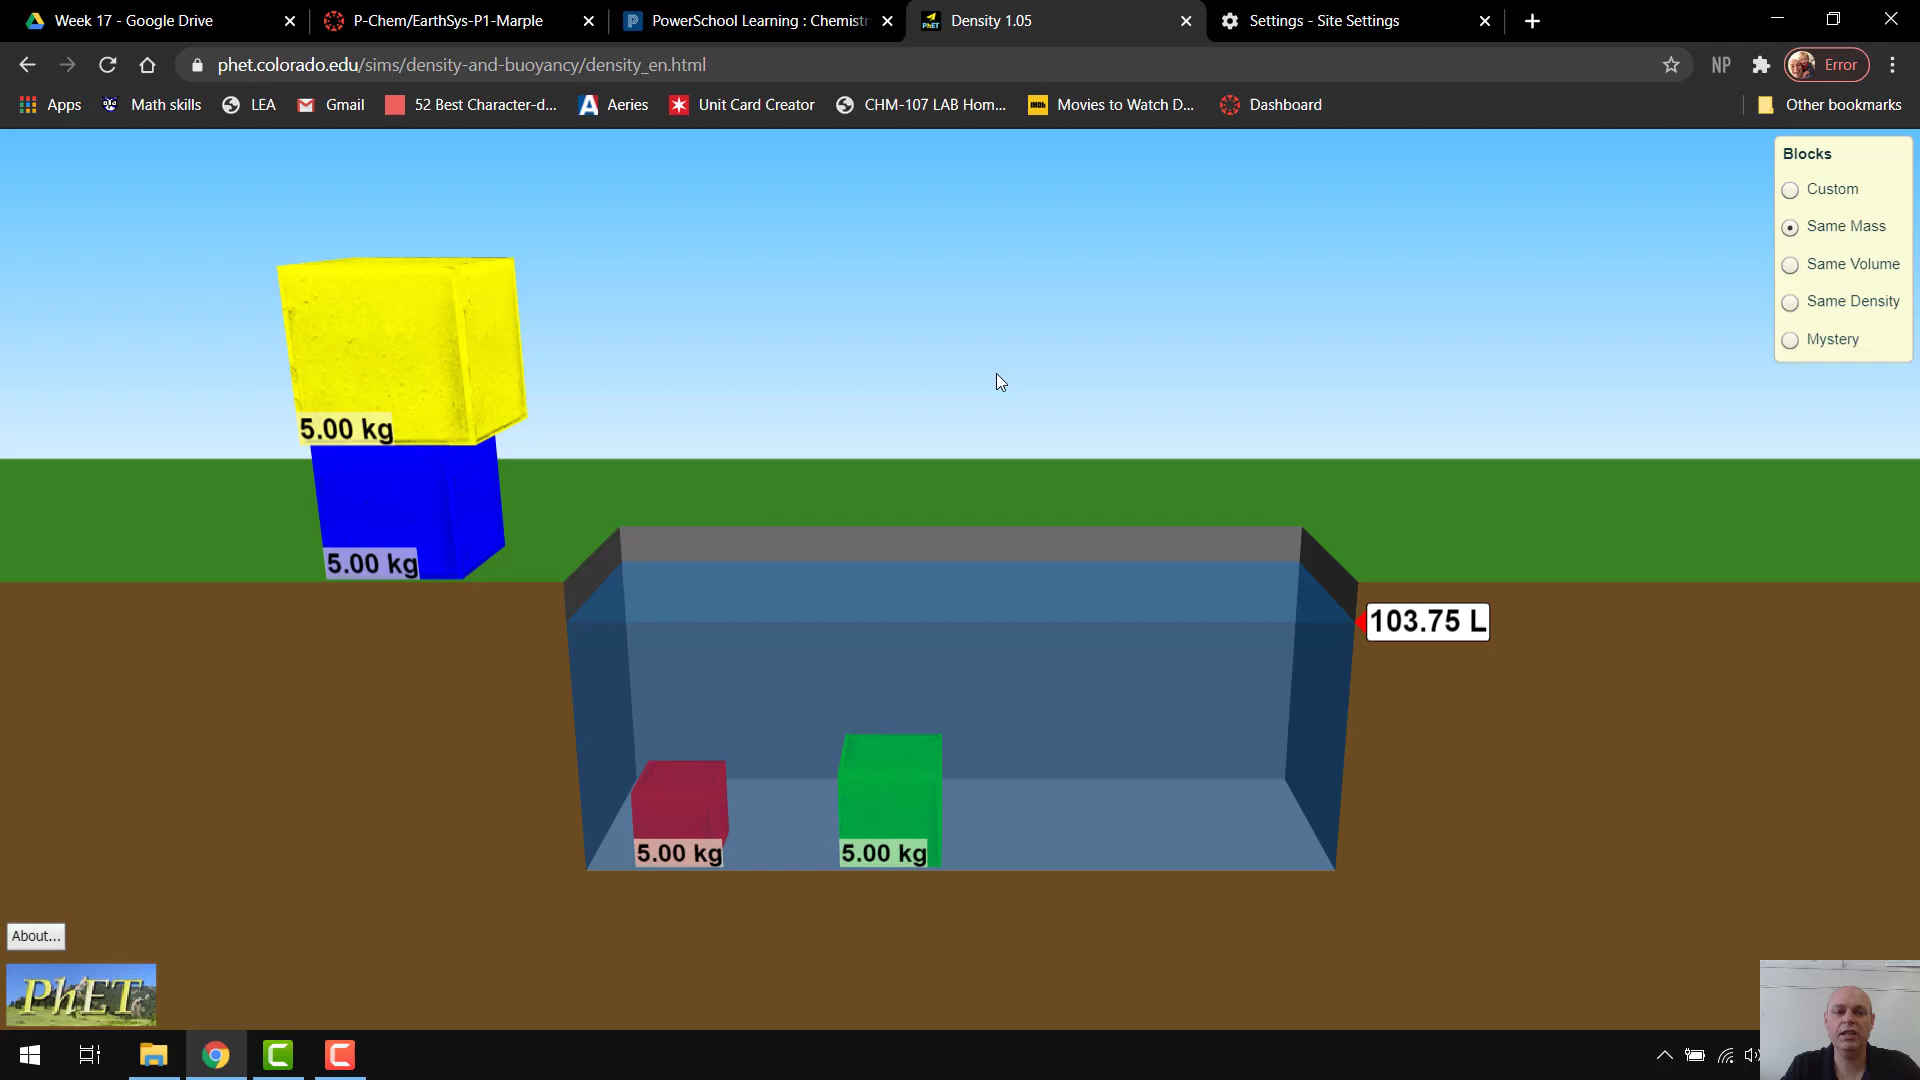 Week 17 - Google Drive
P-Chem/EarthSys-P1-Marple
PowerSchool Learning : Chemistr
Density 1.05
Settings - Site Settings
phet.colorado.edu/sims/density-and-buoyancy/density_en.html
NP
Error
Apps
Math skills
LEA
Gmail
52 Best Character-d...
Aeries
Unit Card Creator
CHM-107 LAB Hom...
IMDb
Movies to Watch D...
Dashboard
Other bookmarks
Blocks
Custom
Same Mass
Same Volume
Same Density
Mystery
5.00 kg
5.00 kg
103.75 L
5.00 kg
5.00 kg
About...
PhET